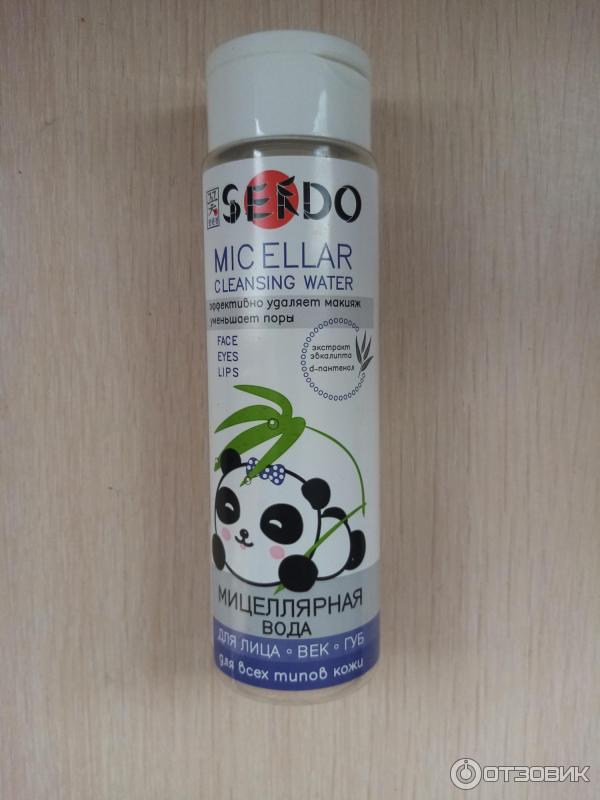 SENDO
MICELLAR
CLEANSING WATER
эффективно удаляет макияж
уменьшает поры
FACE
EYES
LIPS
экстракт
эвкалипта
d-пантенол
МИЦЕЛЛЯРНАЯ
ВОДА
ДЛЯ ЛИЦА • ВЕК • ГУБ
для всех типов кожи
ОТЗОВИК